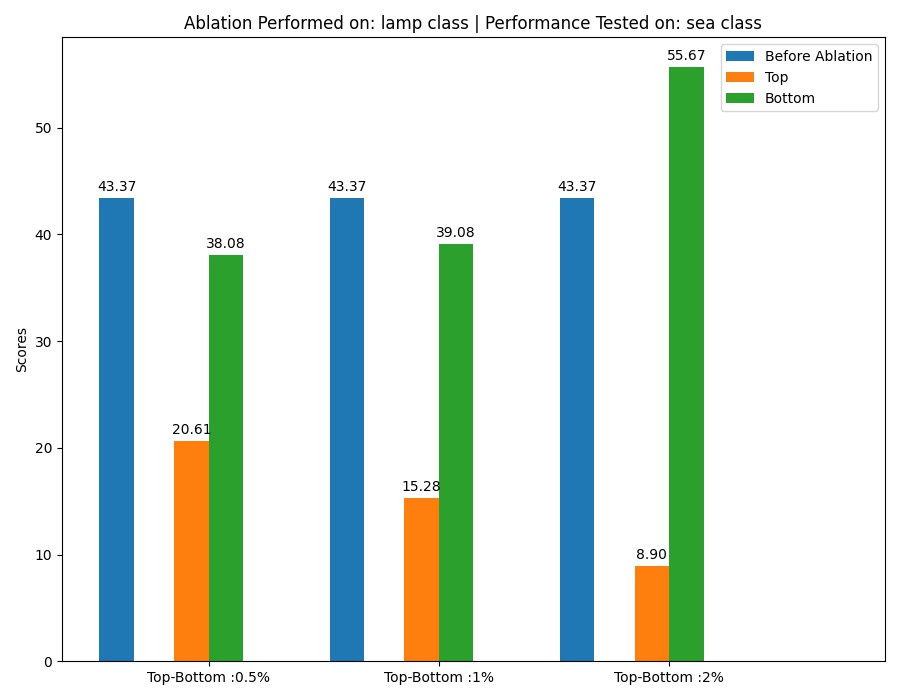 Ablation Performed on: lamp class | Performance Tested on: sea class
Before Ablation
Top
Bottom
Scores
50
40
30
20
10
0
43.37
20.61
38.08
43.37
15.28
39.08
43.37
8.90
55.67
Top-Bottom :0.5%
Top-Bottom :1%
Top-Bottom :2%